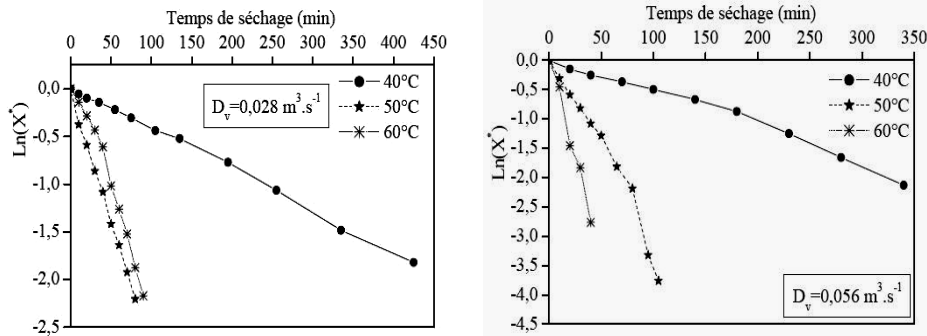 Temps de séchage (min)
0 50 100 150 200 250 300 350 400 450
0,0
-0,5
-1,0
-1,5
-2,0
-2,5
Ln(X*)
D_v=0,028 m³.s⁻¹
40°C
50°C
60°C
Temps de séchage (min)
0 50 100 150 200 250 300 350
0,0
-0,5
-1,0
-1,5
-2,0
-2,5
-3,0
-3,5
-4,0
-4,5
Ln(X*)
40°C
50°C
60°C
D_v=0,056 m³.s⁻¹